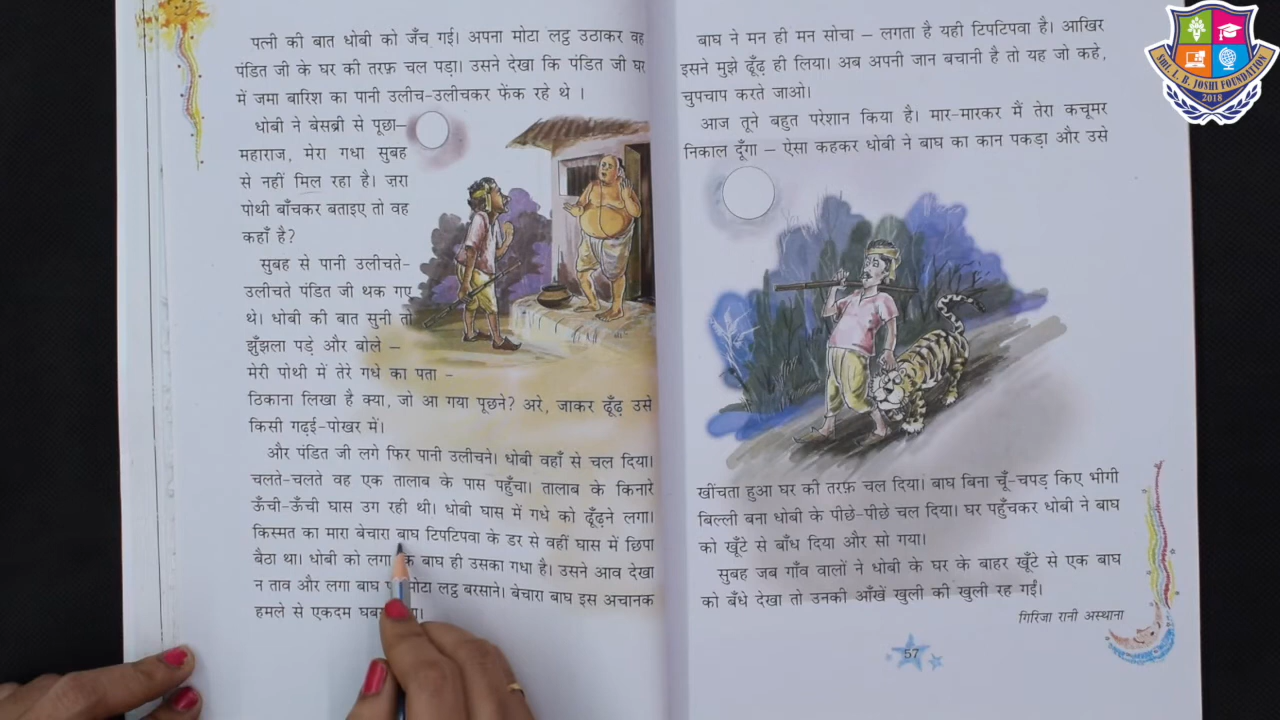 पत्नी की बात धोबी को जँच गई। अपना मोटा लट्ठ उठाकर वह
पंडित जी के घर की तरफ़ चल पड़ा। उसने देखा कि पंडित जी घर
में जमा बारिश का पानी उलीच-उलीचकर फेंक रहे थे ।
धोबी ने बेसब्री से पूछा–
महाराज, मेरा गधा सुबह
से नहीं मिल रहा है। ज़रा
पोथी बाँचकर बताइए तो वह
कहाँ है?
सुबह से पानी उलीचते-
उलीचते पंडित जी थक गए
थे। धोबी की बात सुनी तो
झुँझला पड़े और बोले –
मेरी पोथी में तेरे गधे का पता -
ठिकाना लिखा है क्या, जो आ गया पूछने? अरे, जाकर ढूँढ़ उसे
किसी गढ़ई-पोखर में।
और पंडित जी लगे फिर पानी उलीचने। धोबी वहाँ से चल दिया।
चलते-चलते वह एक तालाब के पास पहुँचा। तालाब के किनारे
ऊँची-ऊँची घास उग रही थी। धोबी घास में गधे को ढूँढ़ने लगा।
किस्मत का मारा बेचारा बाघ टिपटिपवा के डर से वहीं घास में छिपा
बैठा था। धोबी को लगा बाघ ही उसका गधा है। उसने आव देखा
न ताव और लगा बाघ मोटा लट्ठ बरसाने। बेचारा बाघ इस अचानक
हमले से एकदम
बाघ ने मन ही मन सोचा – लगता है यही टिपटिपवा है। आखिर
इसने मुझे ढूँढ़ ही लिया। अब अपनी जान बचानी है तो यह जो कहे,
चुपचाप करते जाओ।
आज तूने बहुत परेशान किया है। मार-मारकर मैं तेरा कचूमर
निकाल दूँगा – ऐसा कहकर धोबी ने बाघ का कान पकड़ा और उसे
खींचता हुआ घर की तरफ़ चल दिया। बाघ बिना चूँ-चपड़ किए भीगी
बिल्ली बना धोबी के पीछे-पीछे चल दिया। घर पहुँचकर धोबी ने बाघ
को खूँटे से बाँध दिया और सो गया।
सुबह जब गाँव वालों ने धोबी के घर के बाहर खूँटे से एक बाघ
को बँधे देखा तो उनकी आँखें खुली की खुली रह गईं।
गिरिजा रानी अस्थाना
57
SHI. I. B. JOSHI FOUNDATION
2018